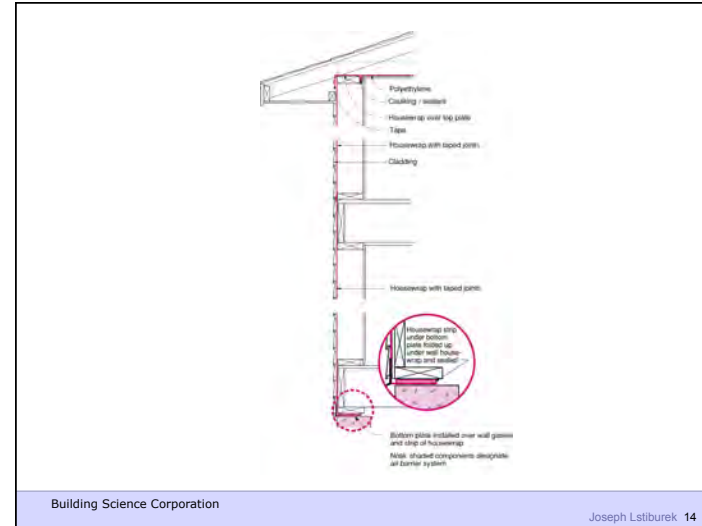 Polyethylene
Caulking / sealant
Housewrap over top plate
Tape
Housewrap with taped joints
Cladding
Housewrap with taped joints
Housewrap strip
under bottom
plate folded up
under wall house-
wrap and sealed
Bottom plate installed over wall gasket
and strip of housewrap
Note: shaded components designate
air barrier system
Building Science Corporation
Joseph Lstiburek 14